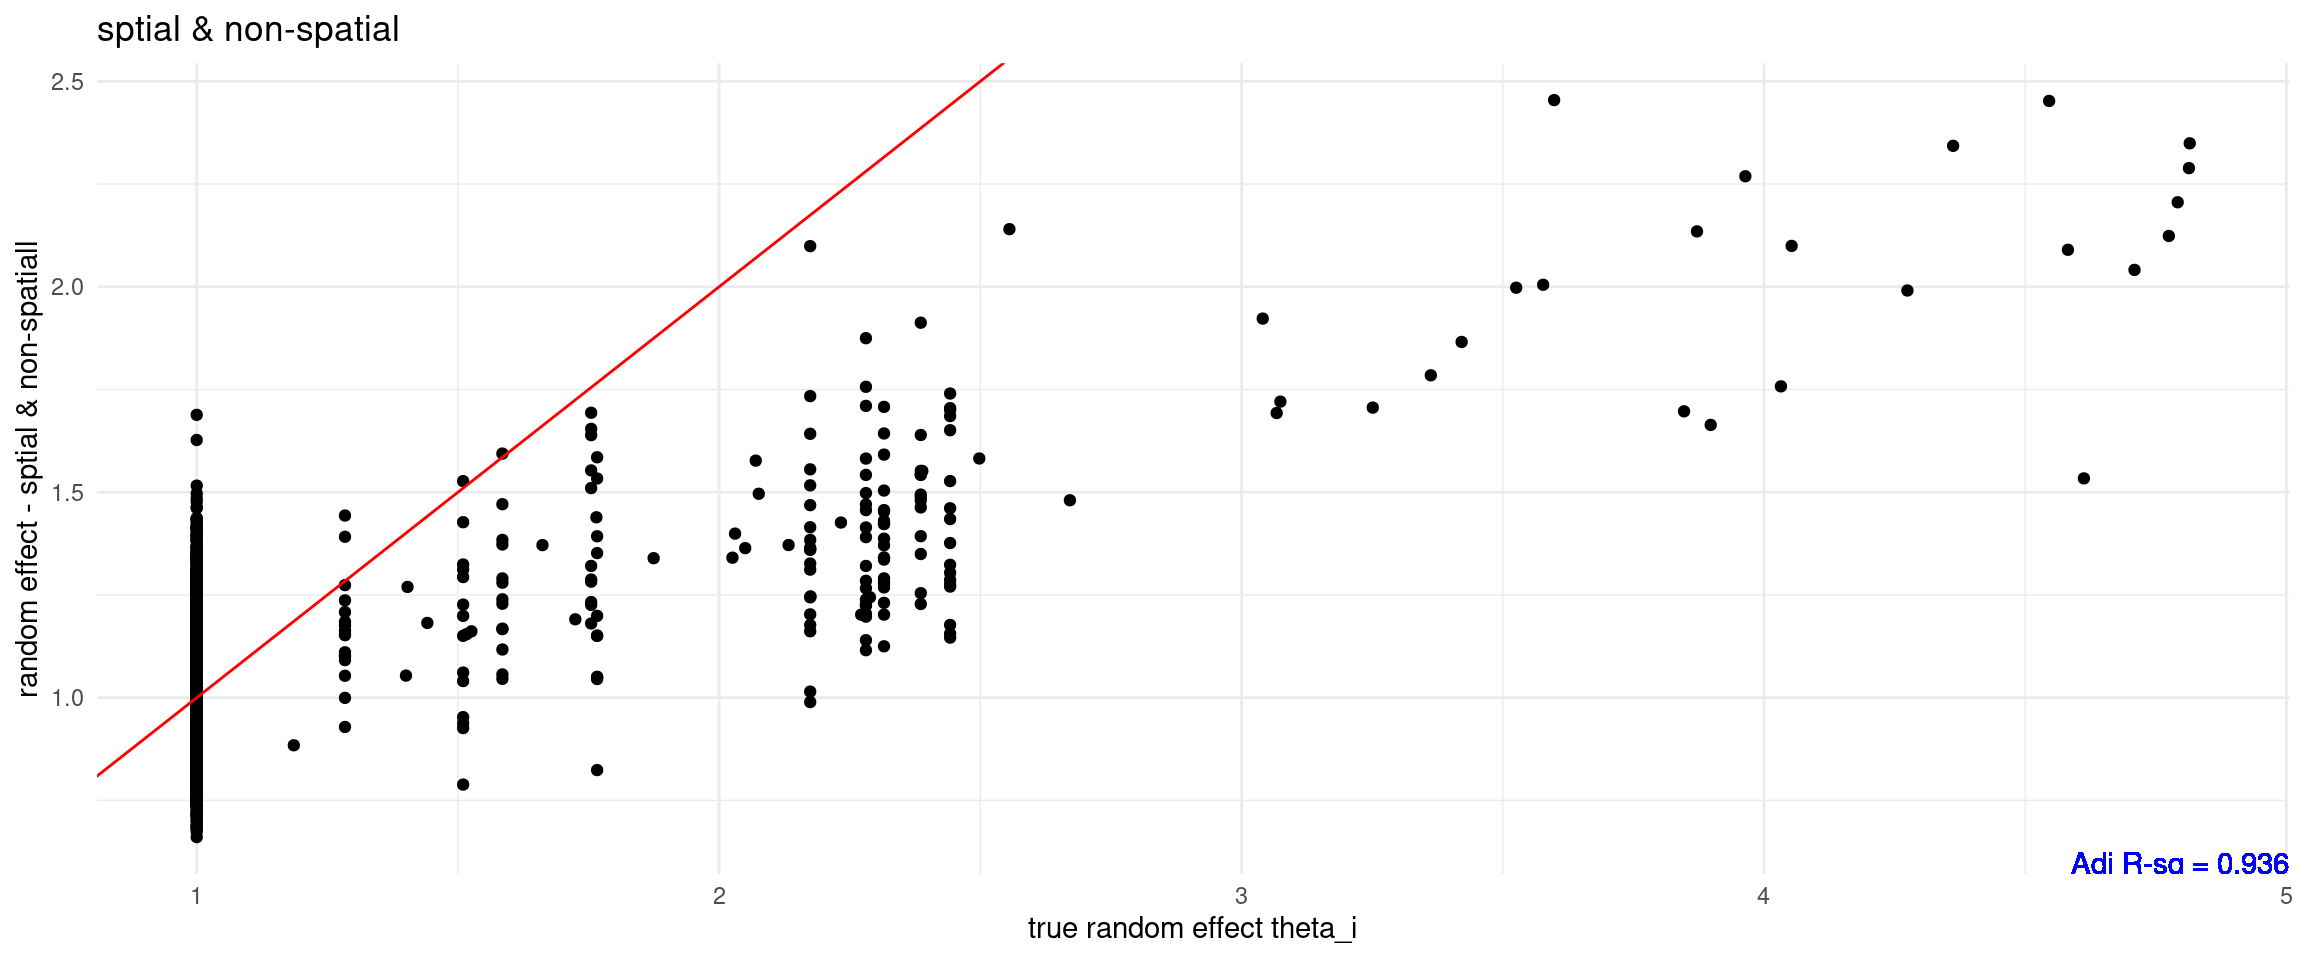 sptial & non-spatial
random effect - sptial & non-spatiall
2.5
2.0
1.5
1.0
Adj R-sq = 0.936
1 2 3 4 5
true random effect theta_i